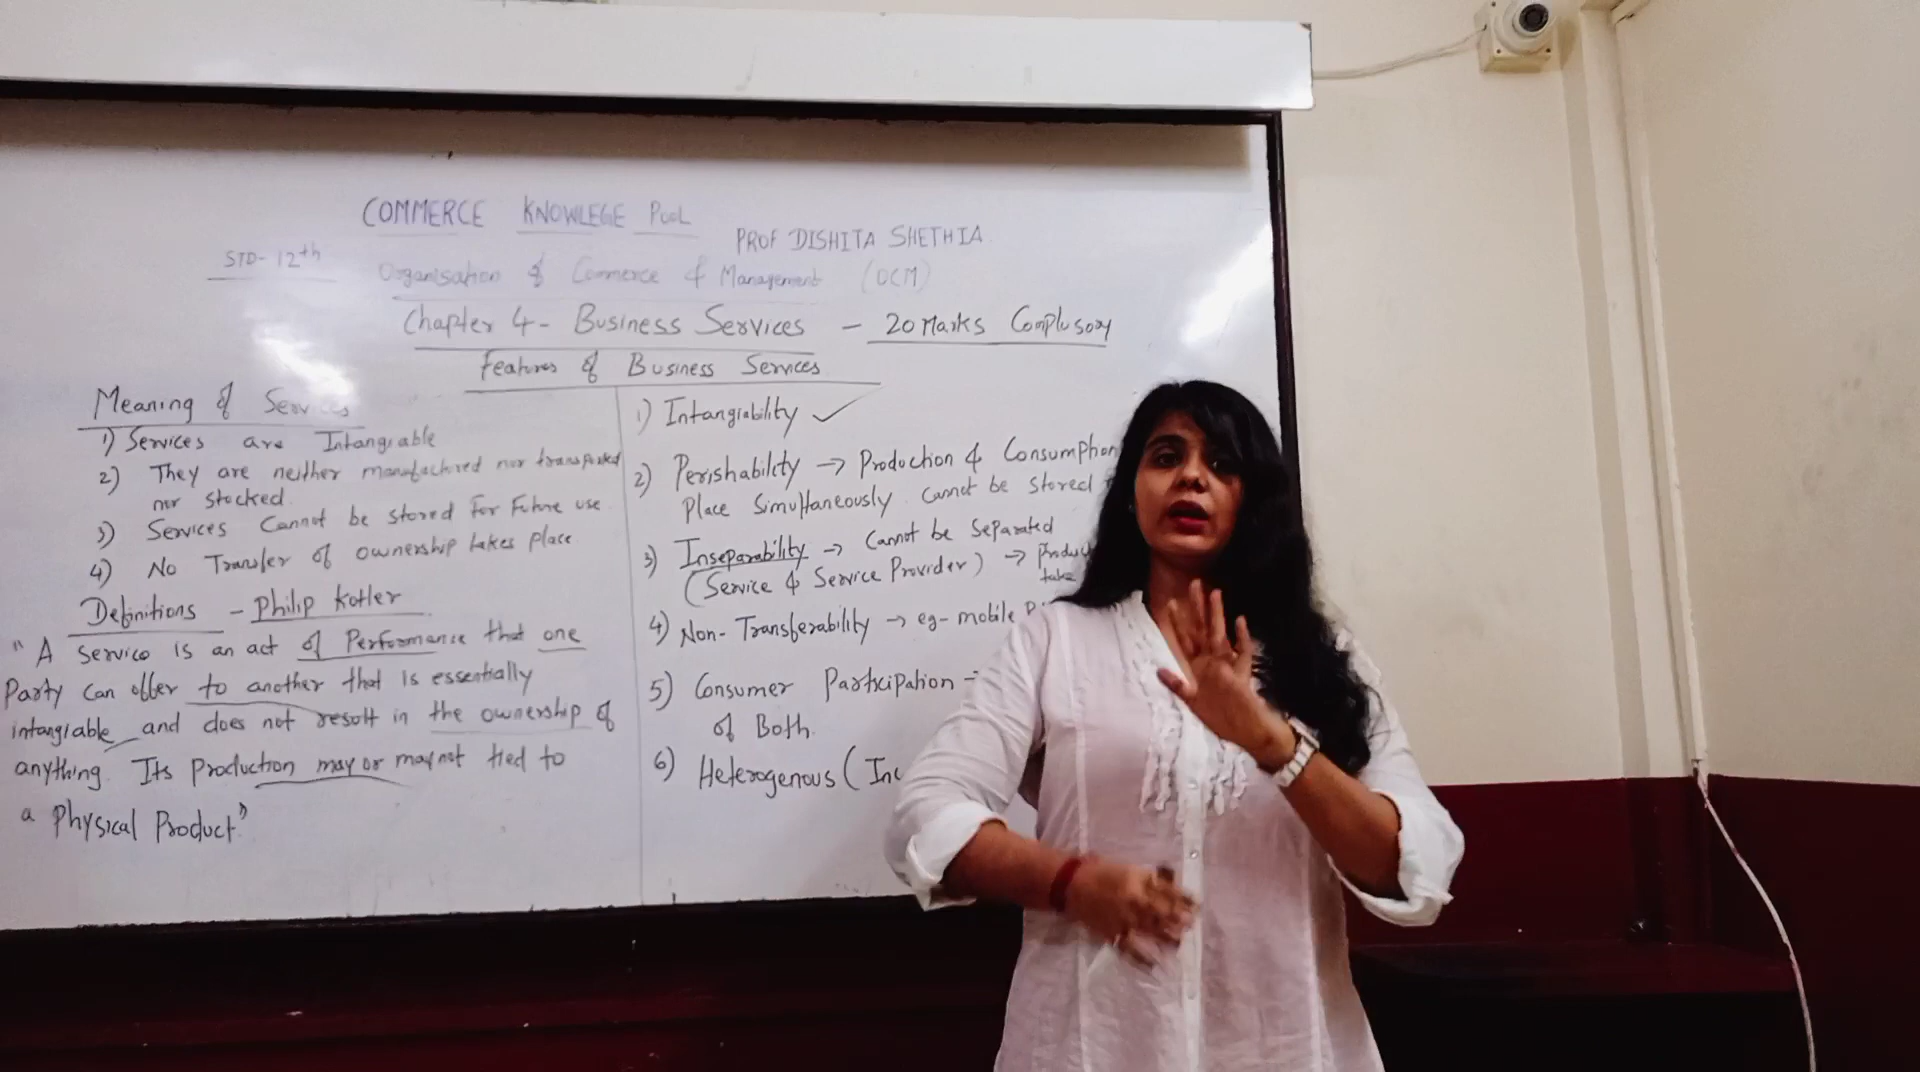 COMMERCE KNOWLEGE POOL
PROF DISHITA SHETHIA
STD- 12th
Organisation of Commerce & Management (OCM)
Chapter 4 - Business Services - 20 Marks Complusory
Features of Business Services
Meaning of Services
1) Services are Intangiable
2) They are neither manufactured nor transported
nor stocked.
3) Services Cannot be stored For Future use
4) No Transfer of ownership takes place.
Definitions - Philip Kotler
"A Service is an act of Performance that one
Party can offer to another that is essentially
intangiable and does not result in the ownership of
anything. Its Production may or may not tied to
a Physical Product"
1) Intangiability ✓
2) Perishability → Production & Consumption
Place Simultaneously. Cannot be stored
3) Inseparability → Cannot be Separated
(Service & Service Provider) →
take
4) Non-Transferability → eg- mobile
5) Consumer Participation
of Both.
6) Heterogenous (